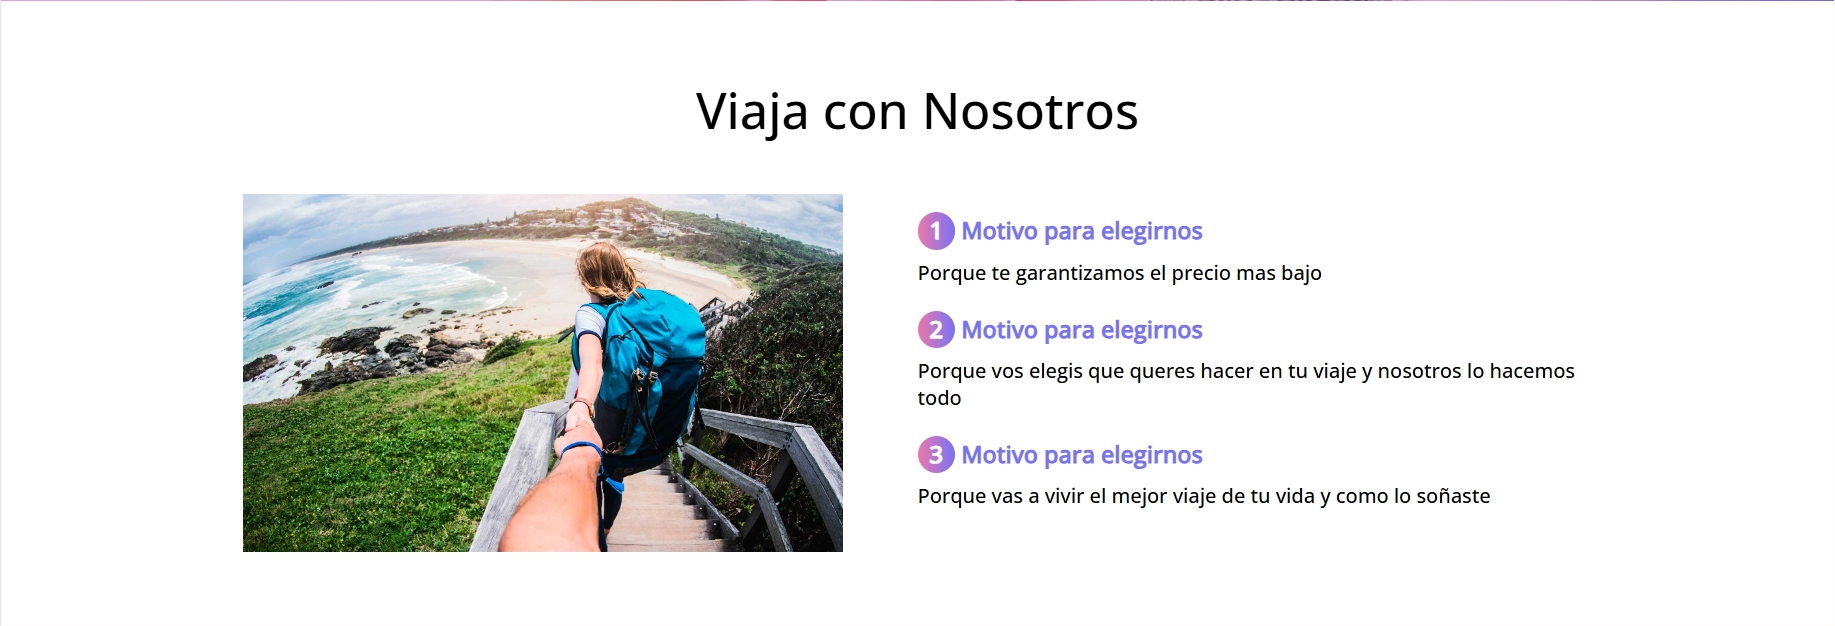 Viaja con Nosotros
1 Motivo para elegirnos
Porque te garantizamos el precio mas bajo
2 Motivo para elegirnos
Porque vos elegis que queres hacer en tu viaje y nosotros lo hacemos
todo
3 Motivo para elegirnos
Porque vas a vivir el mejor viaje de tu vida y como lo soñaste